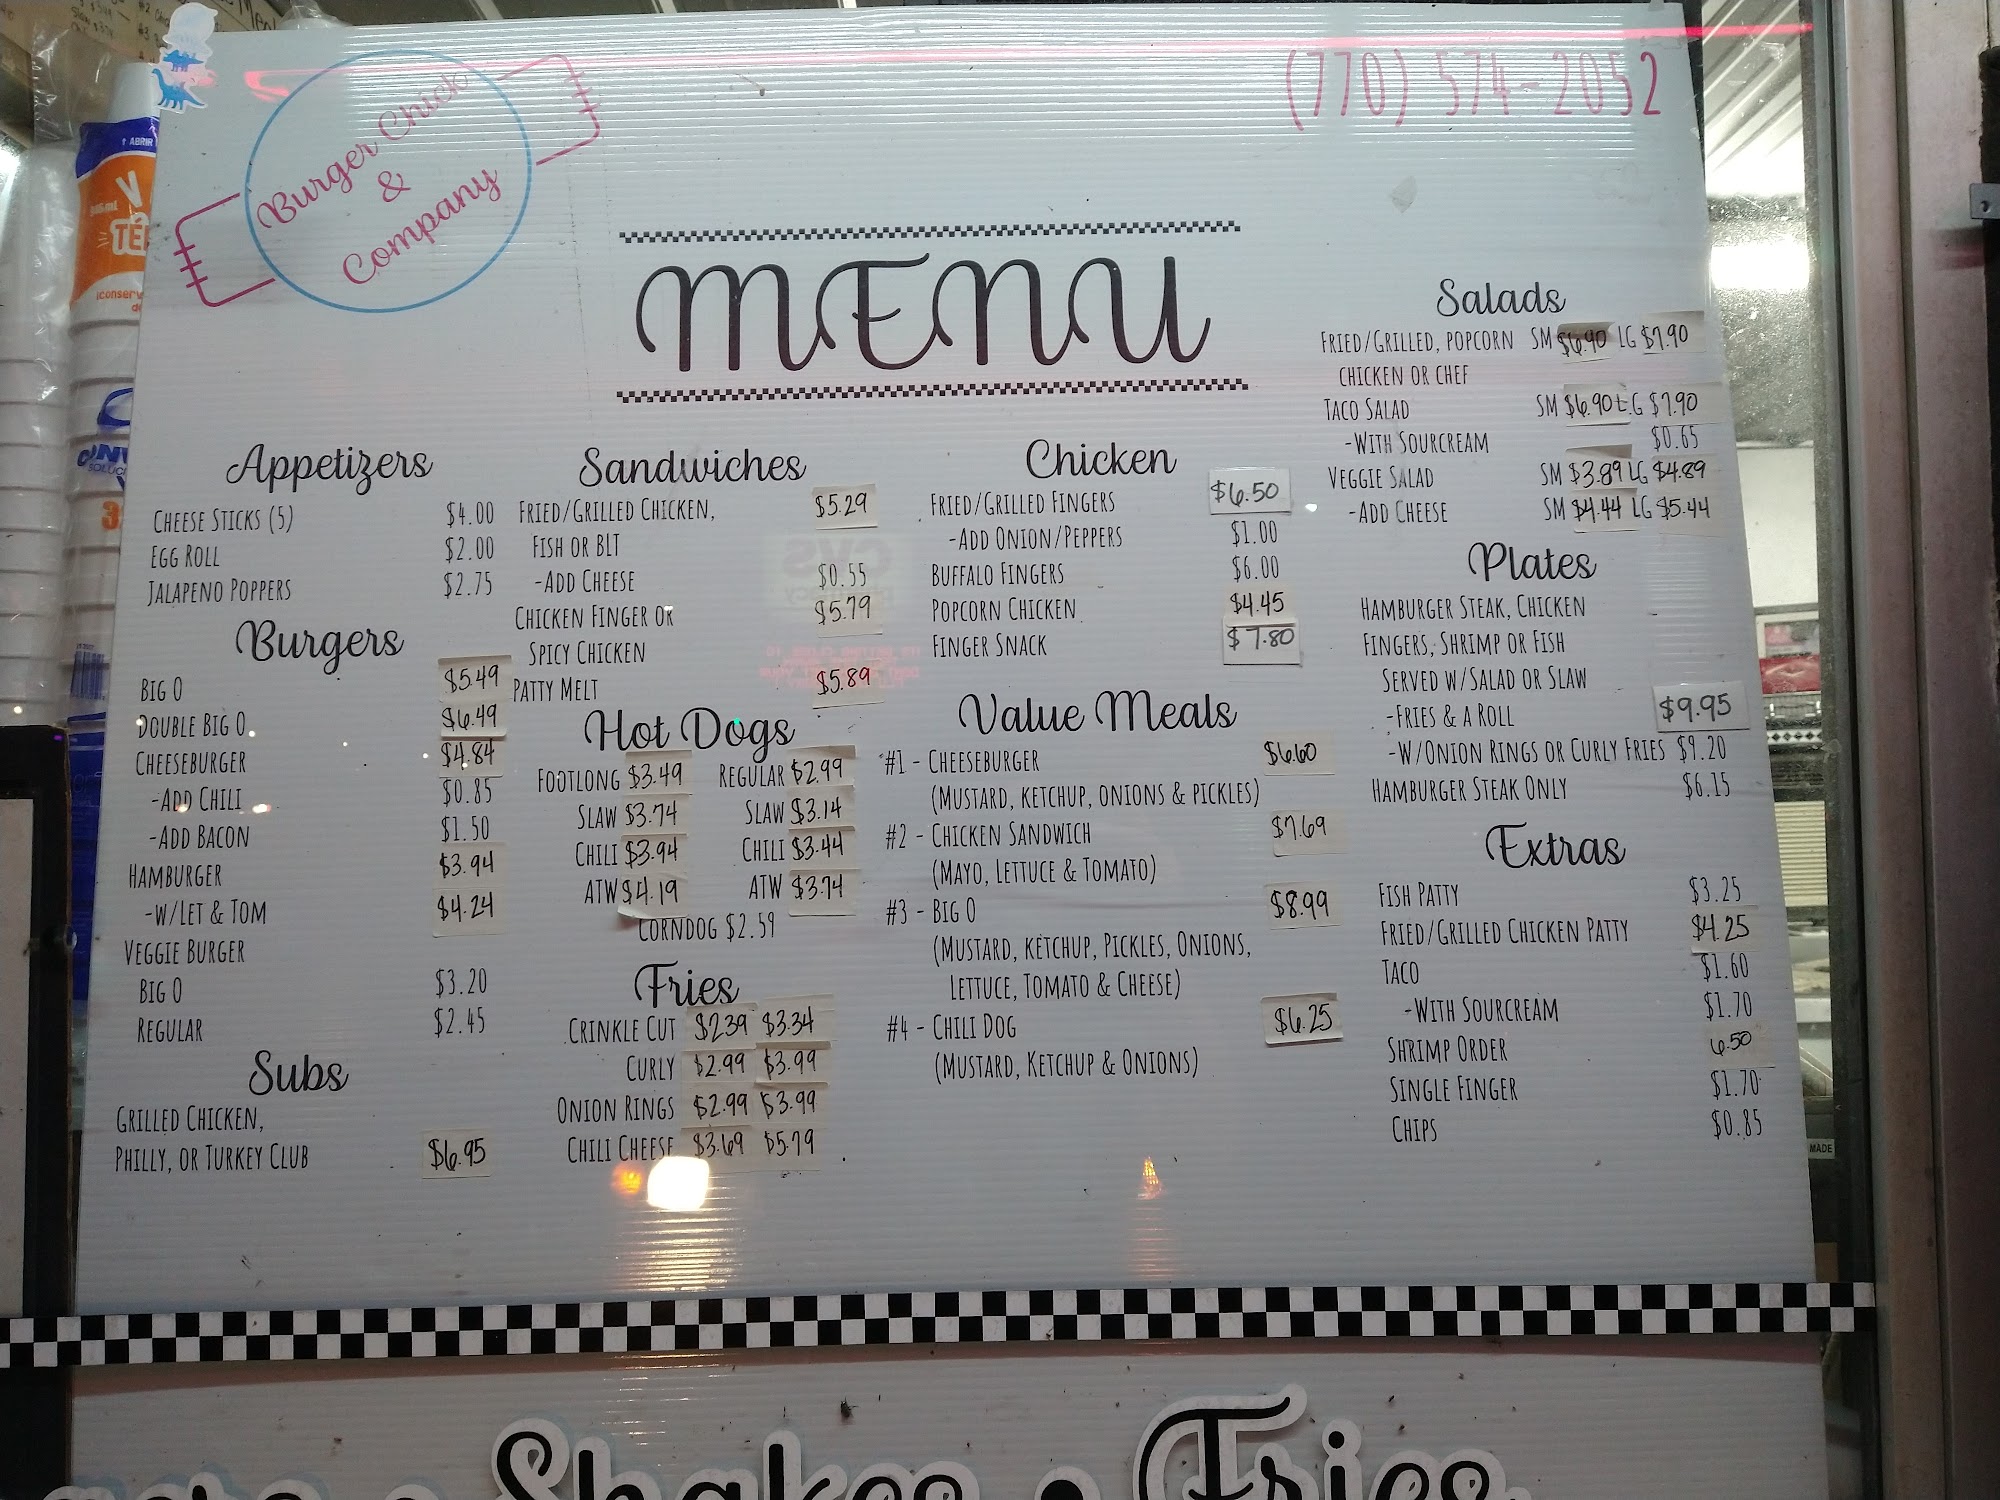 Burger Chick
&
Company
(770) 574-2052
MENU
Appetizers
CHEESE STICKS (5) $4.00
EGG ROLL $2.00
JALAPENO POPPERS $2.75
Burgers
BIG O $5.49
DOUBLE BIG O $6.49
CHEESEBURGER $4.84
-ADD CHILI $0.85
-ADD BACON $1.50
HAMBURGER $3.94
-W/LET & TOM $4.24
VEGGIE BURGER
BIG O $3.20
REGULAR $2.45
Subs
GRILLED CHICKEN,
PHILLY, OR TURKEY CLUB $6.95
Sandwiches
FRIED/GRILLED CHICKEN, $5.29
FISH OR BLT
-ADD CHEESE $0.55
CHICKEN FINGER OR $5.79
SPICY CHICKEN
PATTY MELT $5.89
Hot Dogs
FOOTLONG $3.49 REGULAR $2.99
SLAW $3.74 SLAW $3.14
CHILI $3.94 CHILI $3.44
ATW $4.19 ATW $3.74
CORNDOG $2.59
Fries
CRINKLE CUT $2.39 $3.34
CURLY $2.99 $3.99
ONION RINGS $2.99 $3.99
CHILI CHEESE $3.69 $5.79
Chicken
FRIED/GRILLED FINGERS $6.50
-ADD ONION/PEPPERS $1.00
BUFFALO FINGERS $6.00
POPCORN CHICKEN $4.45
FINGER SNACK $7.80
Value Meals
#1 - CHEESEBURGER $6.60
(MUSTARD, KETCHUP, ONIONS & PICKLES)
#2 - CHICKEN SANDWICH $7.69
(MAYO, LETTUCE & TOMATO)
#3 - BIG O $8.99
(MUSTARD, KETCHUP, PICKLES, ONIONS,
LETTUCE, TOMATO & CHEESE)
#4 - CHILI DOG $6.25
(MUSTARD, KETCHUP & ONIONS)
Salads
FRIED/GRILLED, POPCORN SM $6.90 LG $7.90
CHICKEN OR CHEF
TACO SALAD SM $6.90 LG $7.90
-WITH SOURCREAM $0.65
VEGGIE SALAD SM $3.89 LG $4.89
-ADD CHEESE SM $4.44 LG $5.44
Plates
HAMBURGER STEAK, CHICKEN
FINGERS, SHRIMP OR FISH
SERVED W/SALAD OR SLAW
-FRIES & A ROLL $9.95
-W/ONION RINGS OR CURLY FRIES $9.20
HAMBURGER STEAK ONLY $6.15
Extras
FISH PATTY $3.25
FRIED/GRILLED CHICKEN PATTY $4.25
TACO $1.60
-WITH SOURCREAM $1.70
SHRIMP ORDER 6.50
SINGLE FINGER $1.70
CHIPS $0.85
MADE
Shakes • Fries